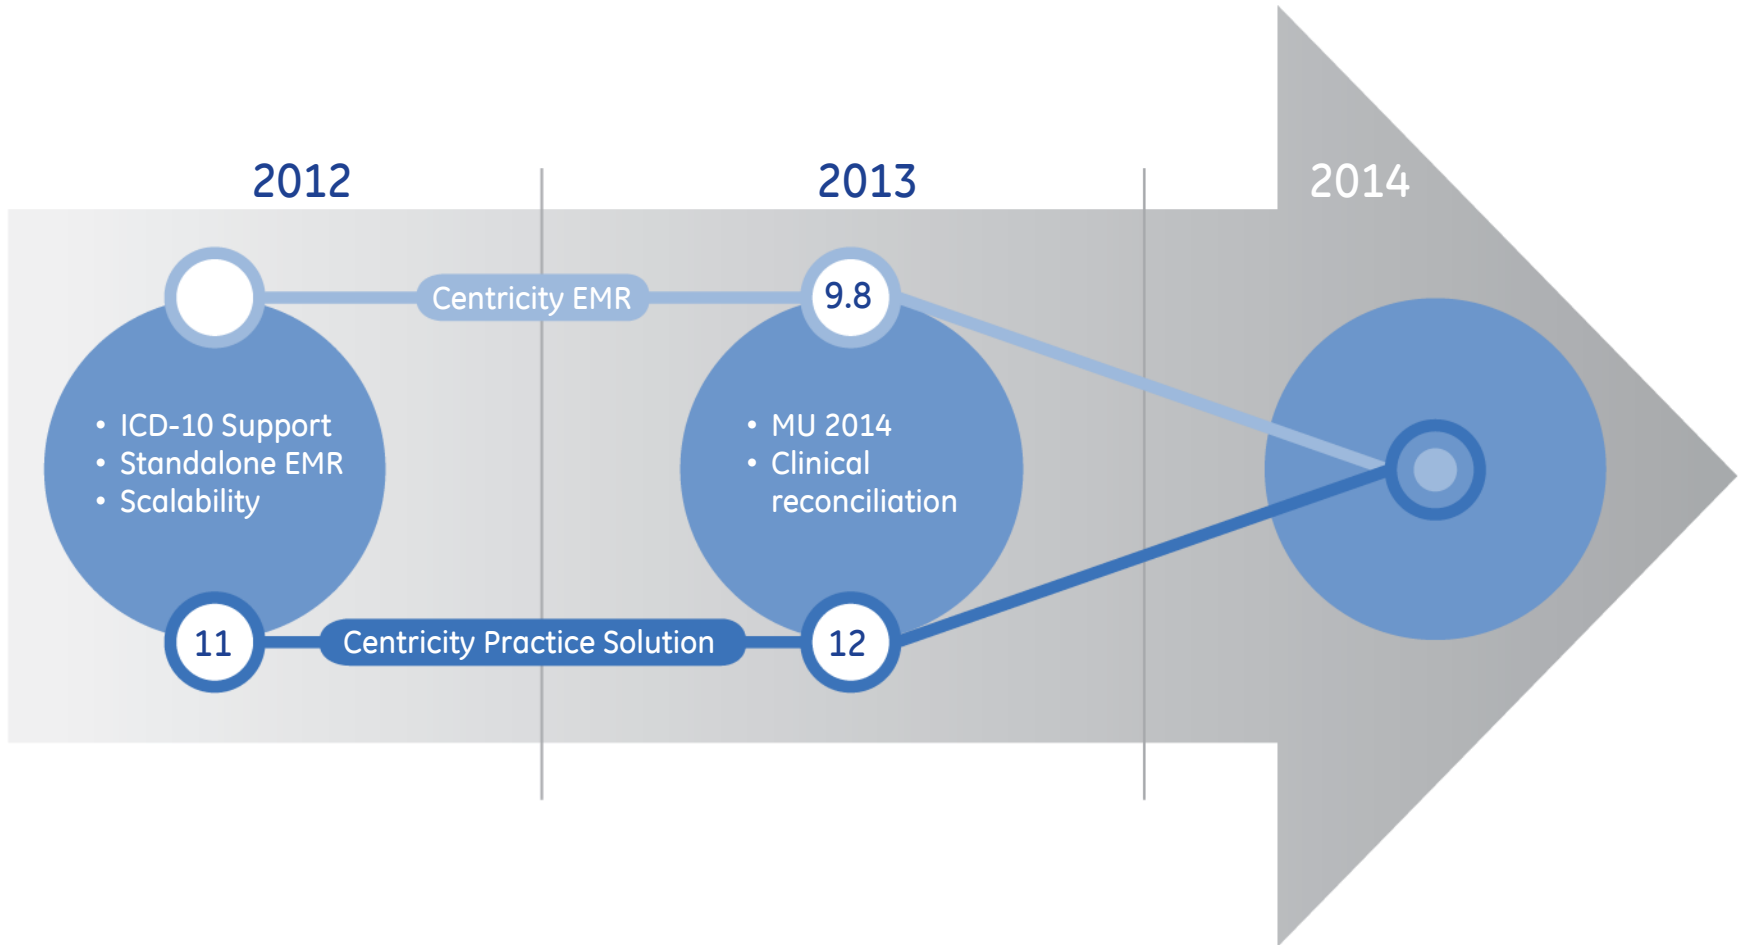 2012
2013
2014
Centricity EMR
9.8
• ICD-10 Support
• Standalone EMR
• Scalability
• MU 2014
• Clinical
reconciliation
11
Centricity Practice Solution
12